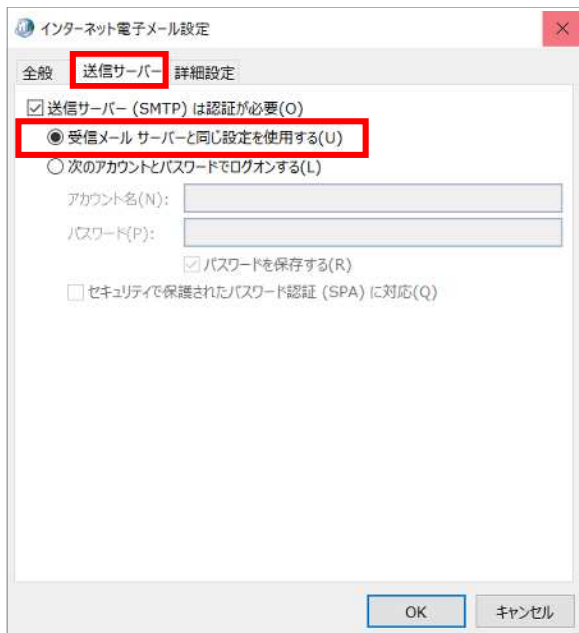 インターネット電子メール設定
全般 送信サーバー 詳細設定
送信サーバー (SMTP) は認証が必要(O)
受信メール サーバーと同じ設定を使用する(U)
次のアカウントとパスワードでログオンする(L)
アカウント名(N):
パスワード(P):
パスワードを保存する(R)
セキュリティで保護されたパスワード認証 (SPA) に対応(Q)
OK キャンセル